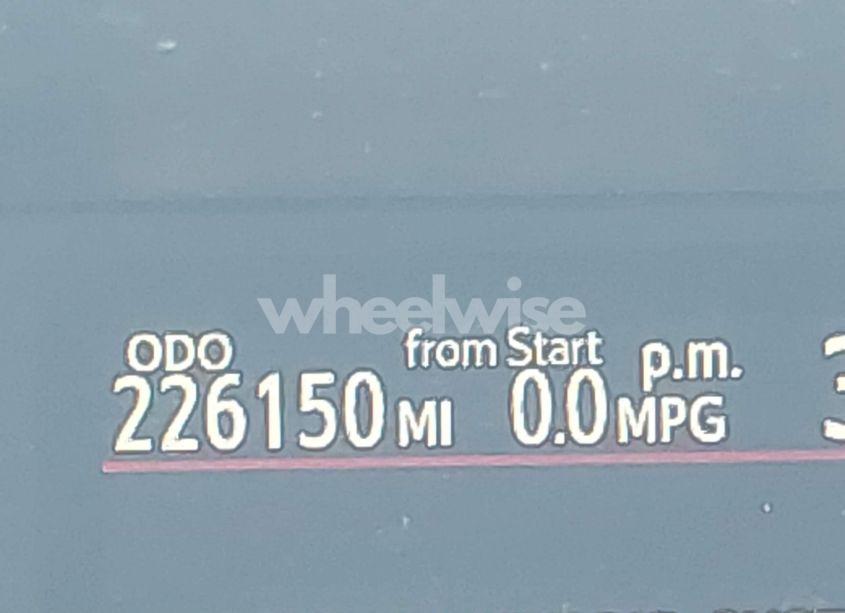 wheelwise
ODO from Start p.m.
226150 MI 0.0 MPG